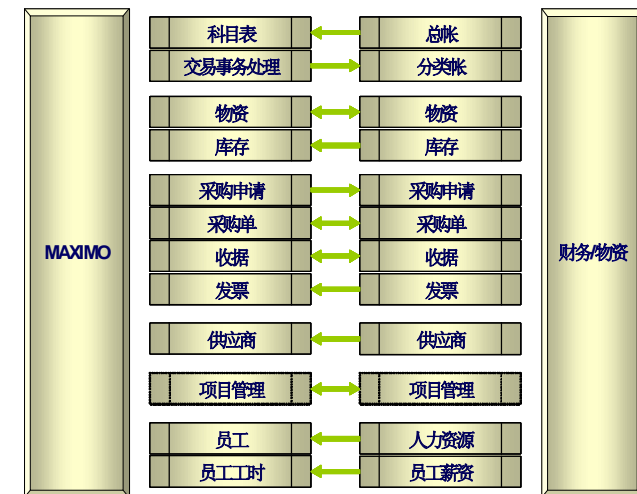 科目表 总帐
交易事务处理 分类帐
物资 物资
库存 库存
采购申请 采购申请
采购单 采购单
MAXIMO 收据 收据 财务/物资
发票 发票
供应商 供应商
项目管理 项目管理
员工 人力资源
员工工时 员工薪资